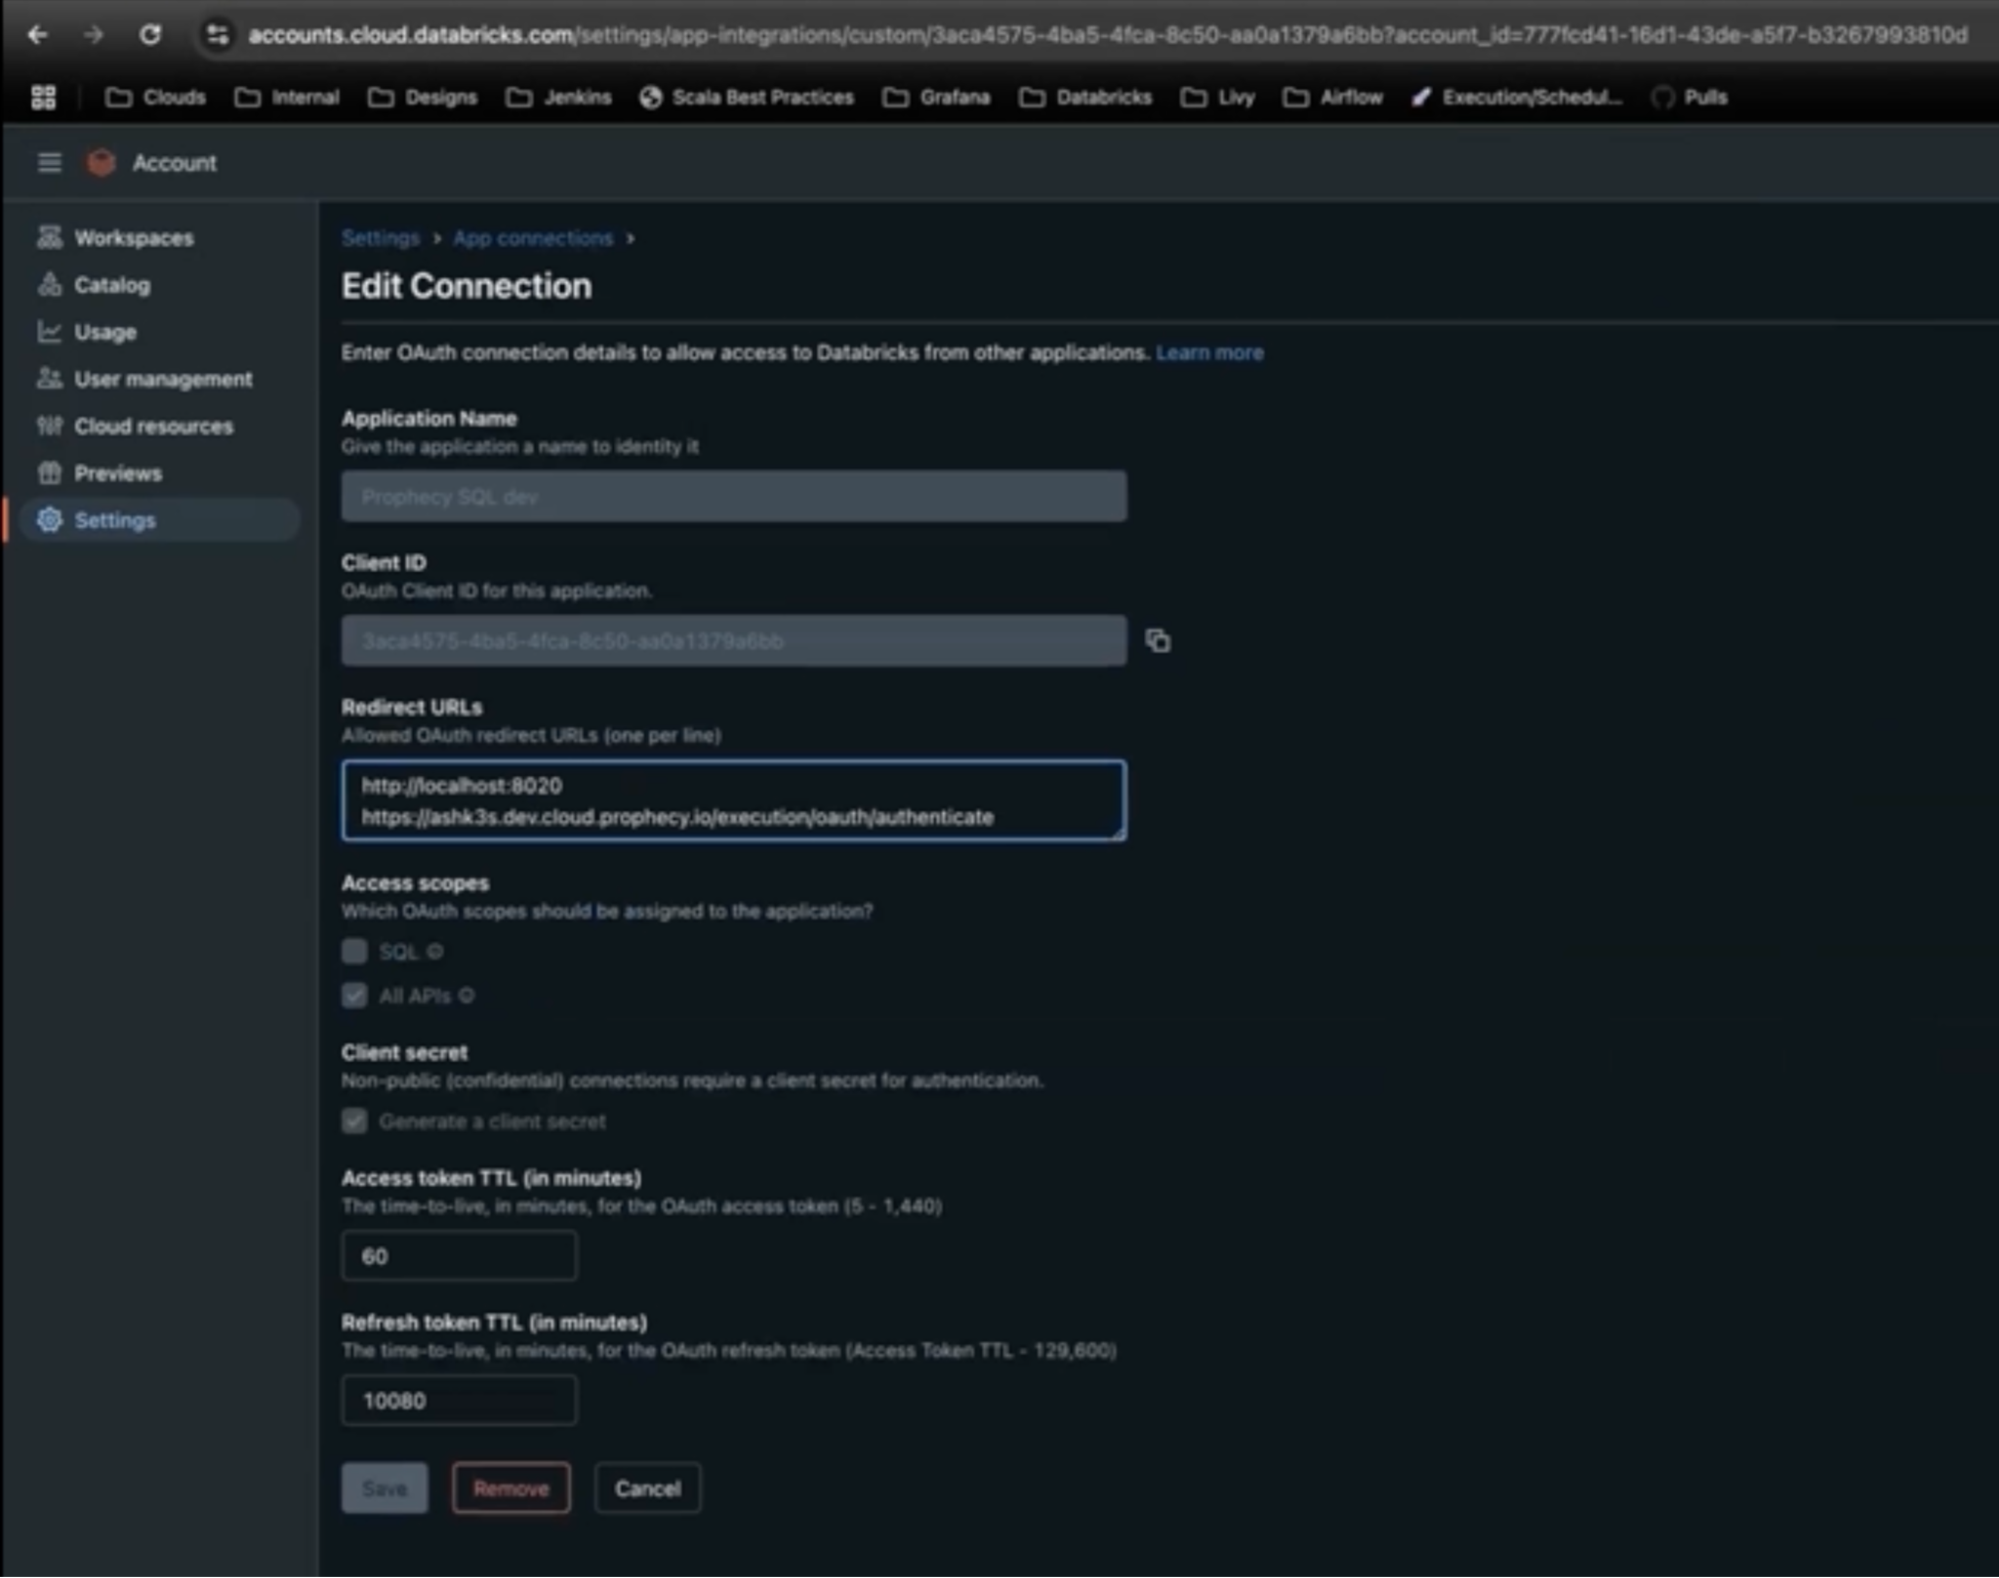 accounts.cloud.databricks.com/settings/app-integrations/custom/3aca4575-4ba5-4fca-8c50-aa0a1379a6bb?account_id=777fcd41-16d1-43de-a5f7-b3267993810d
Clouds Internal Designs Jenkins Scala Best Practices Grafana Databricks Livy Airflow Execution/Schedul... Pulls
Account
Workspaces
Catalog
Usage
User management
Cloud resources
Previews
Settings
Settings > App connections >
Edit Connection
Enter OAuth connection details to allow access to Databricks from other applications. Learn more
Application Name
Give the application a name to identity it
Prophecy SQL dev
Client ID
OAuth Client ID for this application.
3aca4575-4ba5-4fca-8c50-aa0a1379a6bb
Redirect URLs
Allowed OAuth redirect URLs (one per line)
http://localhost:8020
https://ashk3s.dev.cloud.prophecy.io/execution/oauth/authenticate
Access scopes
Which OAuth scopes should be assigned to the application?
SQL
All APIs
Client secret
Non-public (confidential) connections require a client secret for authentication.
Generate a client secret
Access token TTL (in minutes)
The time-to-live, in minutes, for the OAuth access token (5 - 1,440)
60
Refresh token TTL (in minutes)
The time-to-live, in minutes, for the OAuth refresh token (Access Token TTL - 129,600)
10080
Save Remove Cancel